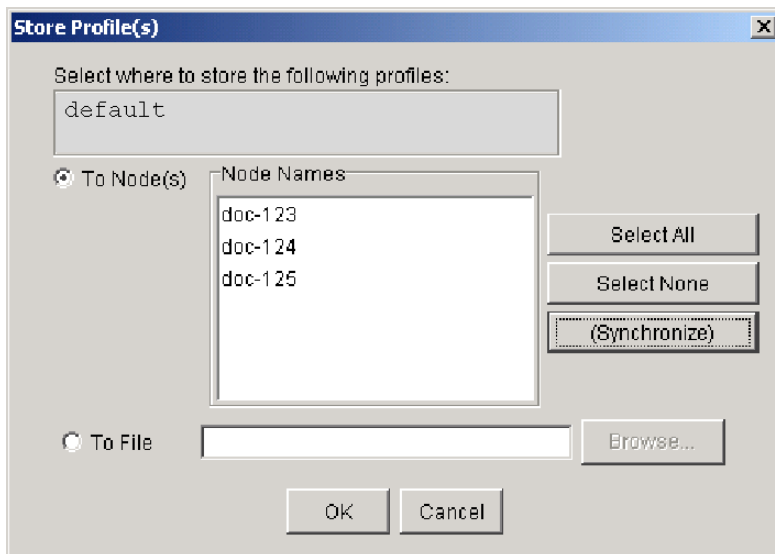 Store Profile(s)
Select where to store the following profiles:
default
To Node(s)
Node Names
doc-123
doc-124
doc-125
Select All
Select None
(Synchronize)
To File
Browse...
OK
Cancel